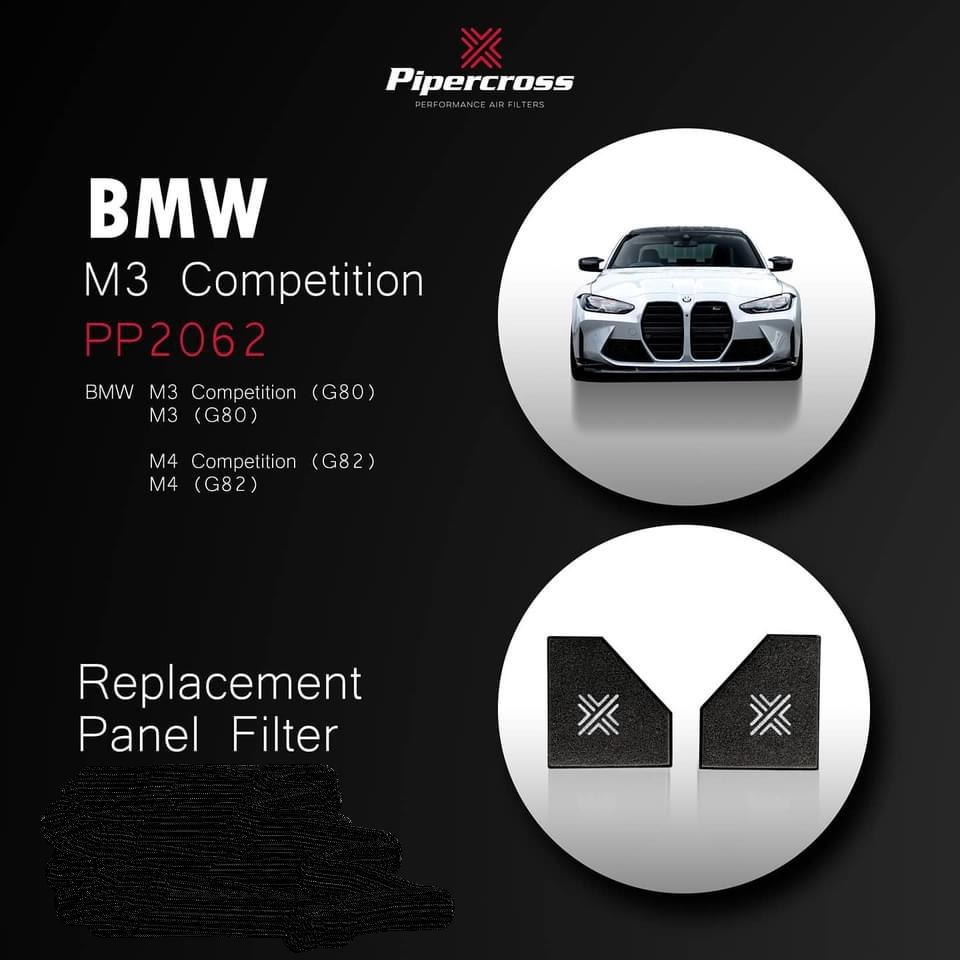 Pipercross
PERFORMANCE AIR FILTERS
BMW
M3 Competition
PP2062
BMW M3 Competition (G80)
M3 (G80)
M4 Competition (G82)
M4 (G82)
Replacement
Panel Filter